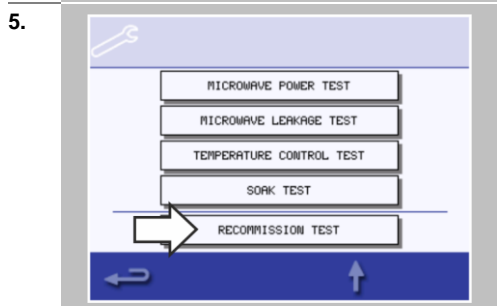 5.
MICROWAVE POWER TEST
MICROWAVE LEAKAGE TEST
TEMPERATURE CONTROL TEST
SOAK TEST
RECOMMISSION TEST